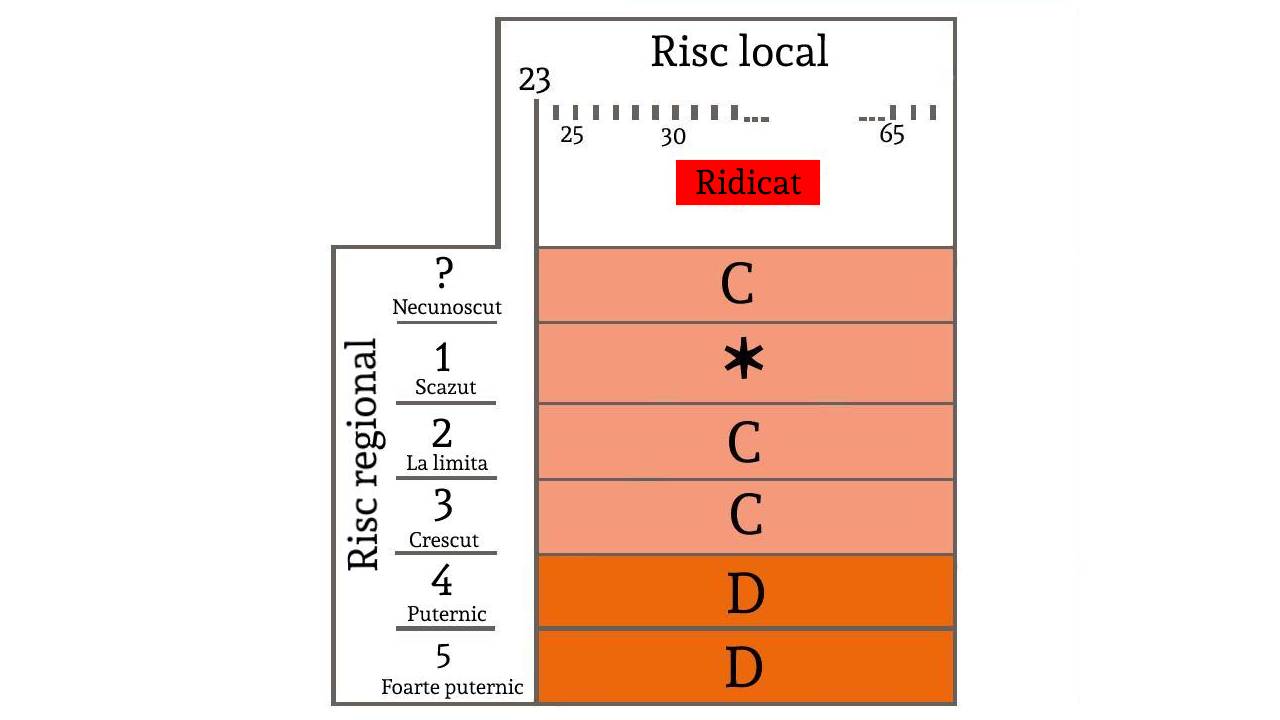 Risc local
23
25 30 65
Ridicat
Risc regional
?
Necunoscut
C
1
Scazut
*
2
La limita
C
3
Crescut
C
4
Puternic
D
5
Foarte puternic
D